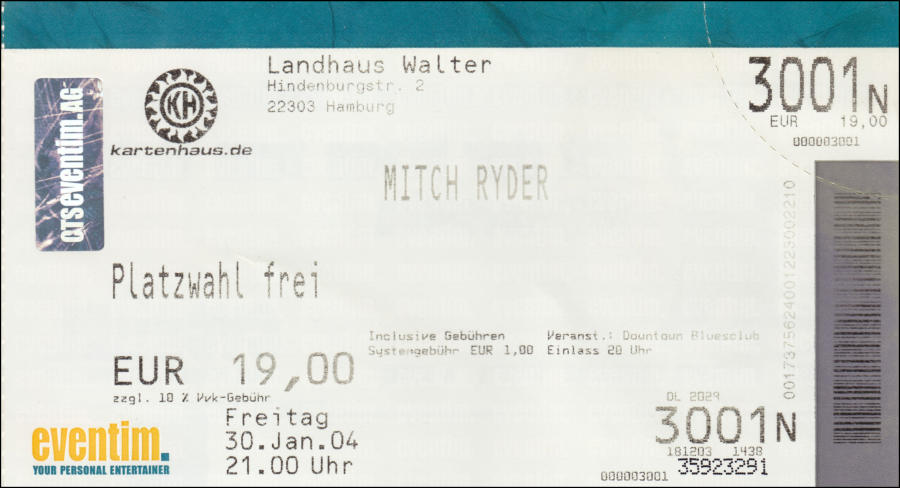 Landhaus Walter
Hindenburgstr. 2
22303 Hamburg
3001N
EUR 19,00
000003001
CTSeventim.AG
KH
kartenhaus.de
MITCH RYDER
Platzwahl frei
Inclusive Gebühren
Systemgebühr EUR 1,00
Veranst.: Downtown Bluesclub
Einlass 20 Uhr
EUR 19,00
zzgl. 10 % Vvk-Gebühr
Freitag
30.Jan.04
21.00 Uhr
eventim.
YOUR PERSONAL ENTERTAINER
OL 2029
3001N
181203 1438
000003001 35923291
0017375624001223002210